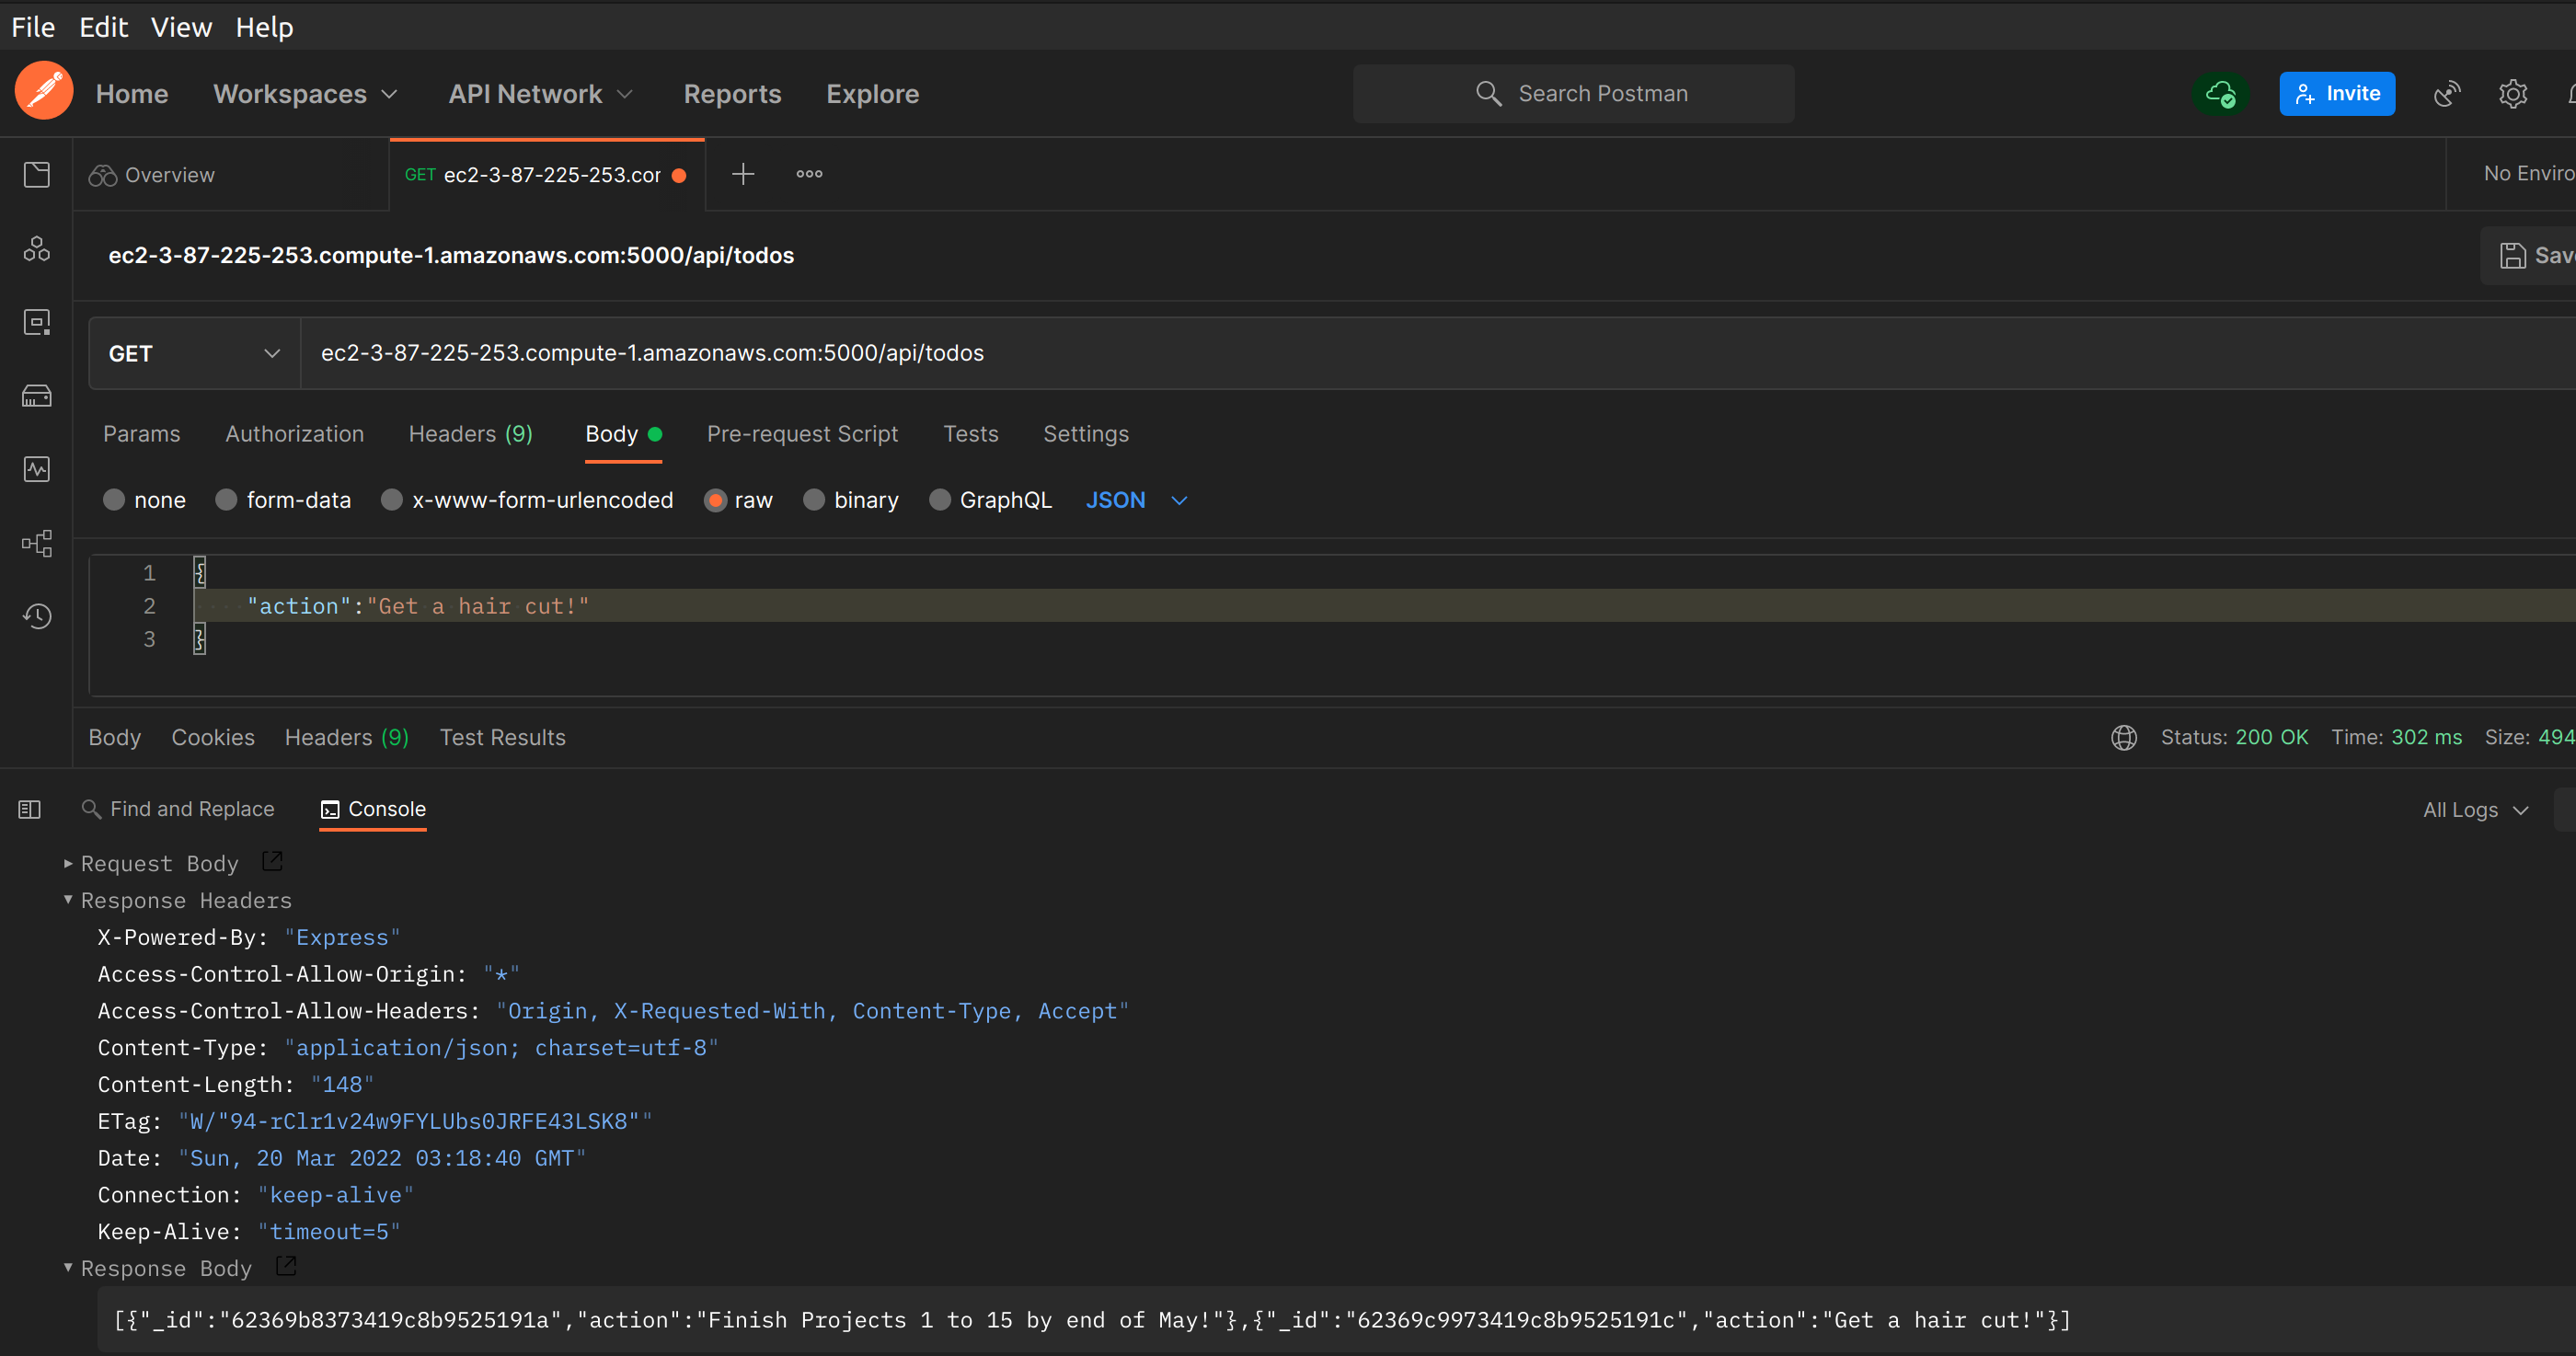 File Edit View Help
Home Workspaces API Network Reports Explore Search Postman Invite
Overview GET ec2-3-87-225-253.cor No Enviro
ec2-3-87-225-253.compute-1.amazonaws.com:5000/api/todos Sav
GET ec2-3-87-225-253.compute-1.amazonaws.com:5000/api/todos
Params Authorization Headers (9) Body Pre-request Script Tests Settings
none form-data x-www-form-urlencoded raw binary GraphQL JSON
1 {
2 "action":"Get a hair cut!"
3 }
Body Cookies Headers (9) Test Results Status: 200 OK Time: 302 ms Size: 494
Find and Replace Console All Logs
Request Body
Response Headers
X-Powered-By: "Express"
Access-Control-Allow-Origin: "*"
Access-Control-Allow-Headers: "Origin, X-Requested-With, Content-Type, Accept"
Content-Type: "application/json; charset=utf-8"
Content-Length: "148"
ETag: "W/"94-rClr1v24w9FYLUbs0JRFE43LSK8""
Date: "Sun, 20 Mar 2022 03:18:40 GMT"
Connection: "keep-alive"
Keep-Alive: "timeout=5"
Response Body
[{"_id":"62369b8373419c8b9525191a","action":"Finish Projects 1 to 15 by end of May!"},{"_id":"62369c9973419c8b9525191c","action":"Get a hair cut!"}]